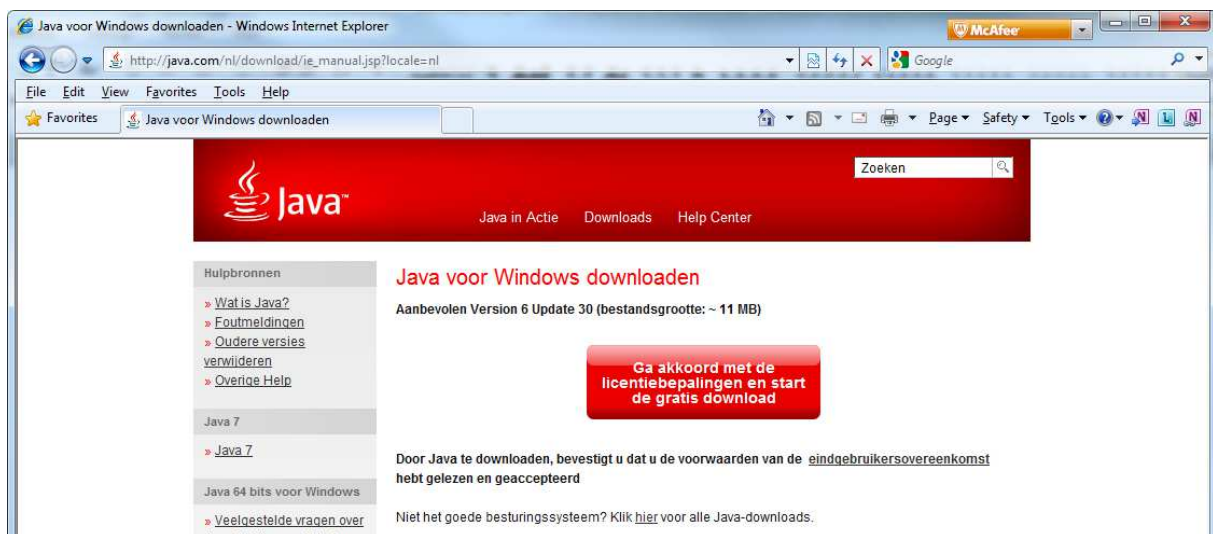 Java voor Windows downloaden - Windows Internet Explorer
McAfee
http://java.com/nl/download/ie_manual.jsp?locale=nl
Google
File Edit View Favorites Tools Help
Favorites
Java voor Windows downloaden
Page Safety Tools
Java™
Zoeken
Java in Actie Downloads Help Center
Hulpbronnen
» Wat is Java?
» Foutmeldingen
» Oudere versies
verwijderen
» Overige Help
Java 7
» Java 7
Java 64 bits voor Windows
» Veelgestelde vragen over
Java voor Windows downloaden
Aanbevolen Version 6 Update 30 (bestandsgrootte: ~ 11 MB)
Ga akkoord met de
licentiebepalingen en start
de gratis download
Door Java te downloaden, bevestigt u dat u de voorwaarden van de eindgebruikersovereenkomst
hebt gelezen en geaccepteerd
Niet het goede besturingssysteem? Klik hier voor alle Java-downloads.